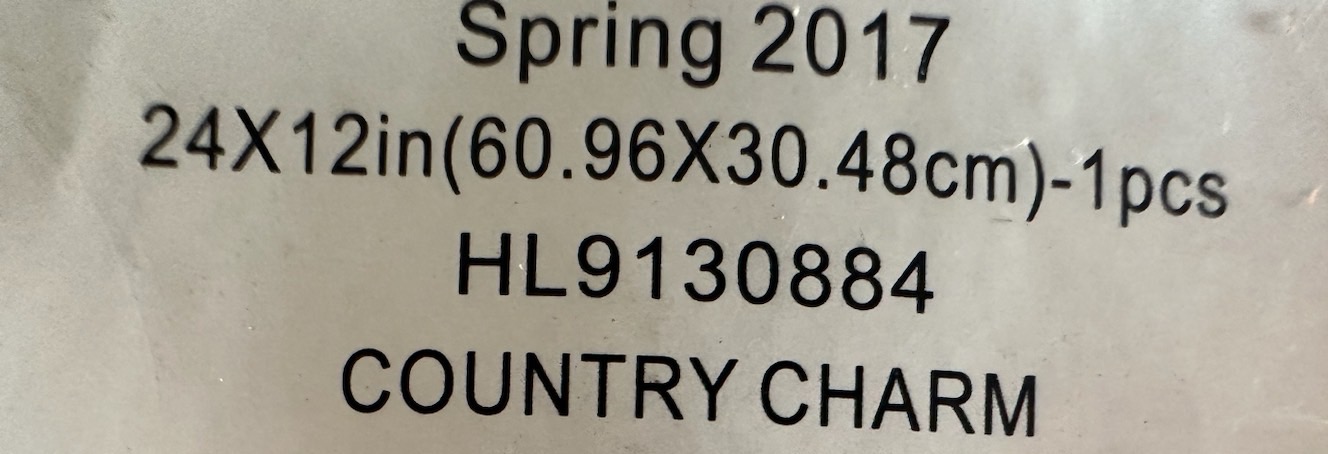 Spring 2017
24X12in(60.96X30.48cm)-1pcs
HL9130884
COUNTRY CHARM